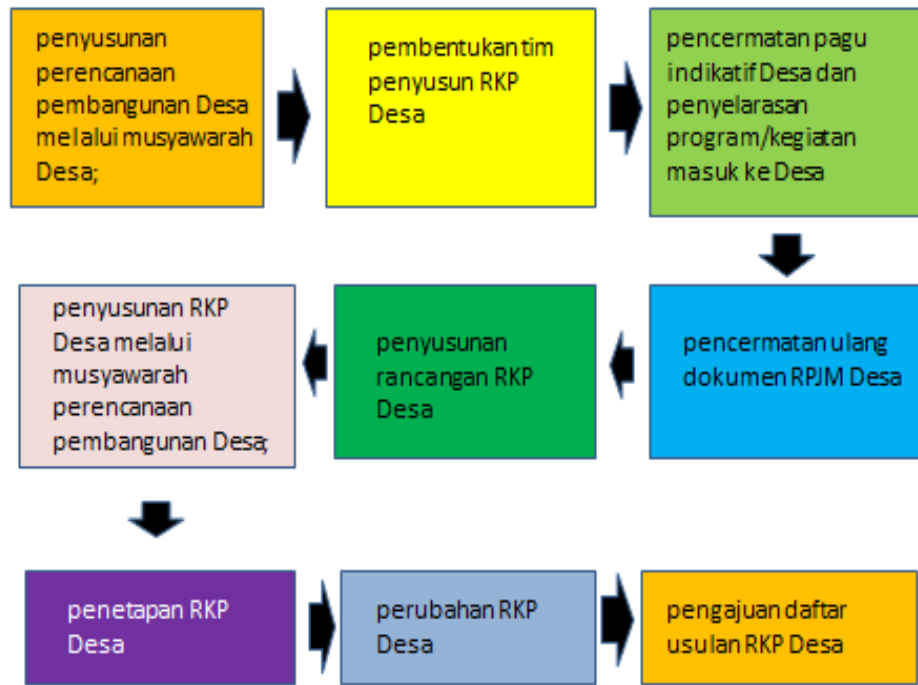 penyusunan
perencanaan
pembangunan Desa
melalui musyawarah
Desa;
pembentukan tim
penyusun RKP
Desa
pencermatan pagu
indikatif Desa dan
penyelarasan
program/kegiatan
masuk ke Desa
pencermatan ulang
dokumen RPJM Desa
penyusunan
rancangan RKP
Desa
penyusunan RKP
Desa melalui
musyawarah
perencanaan
pembangunan Desa;
penetapan RKP
Desa
perubahan RKP
Desa
pengajuan daftar
usulan RKP Desa